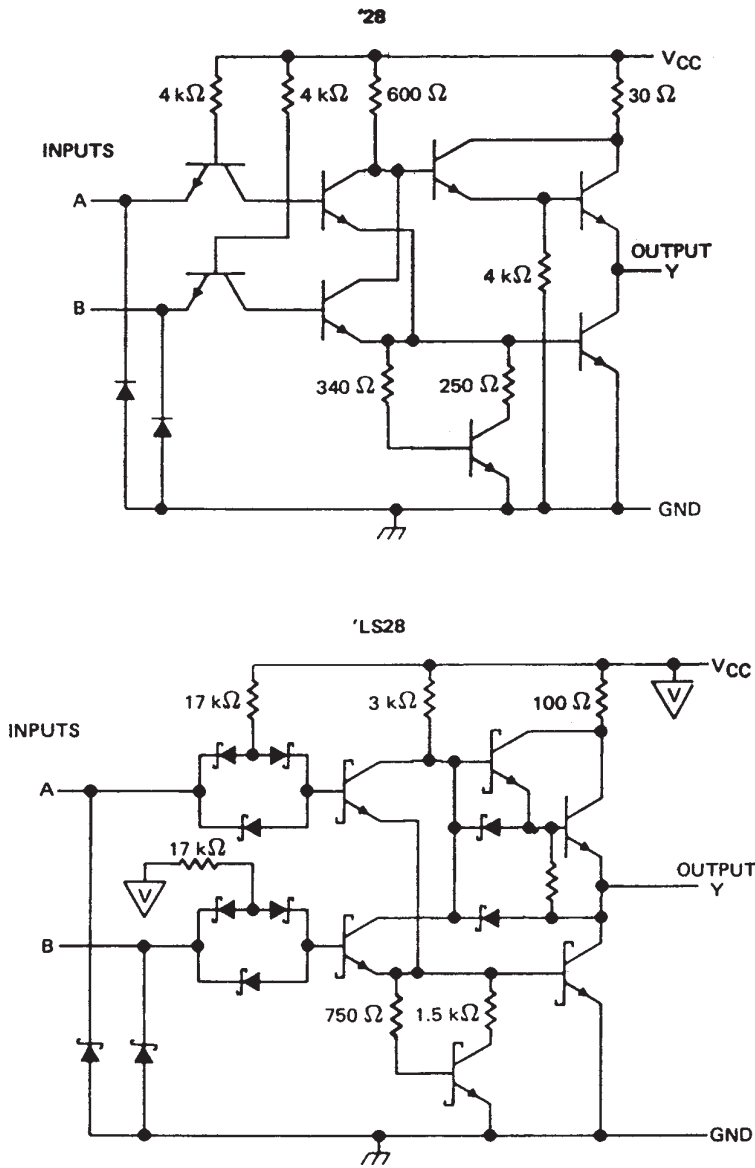 '28
VCC
4 kΩ
4 kΩ
600 Ω
30 Ω
INPUTS
A
OUTPUT
Y
4 kΩ
B
340 Ω
250 Ω
GND
'LS28
VCC
V
17 kΩ
3 kΩ
100 Ω
INPUTS
A
17 kΩ
V
OUTPUT
Y
B
750 Ω
1.5 kΩ
GND